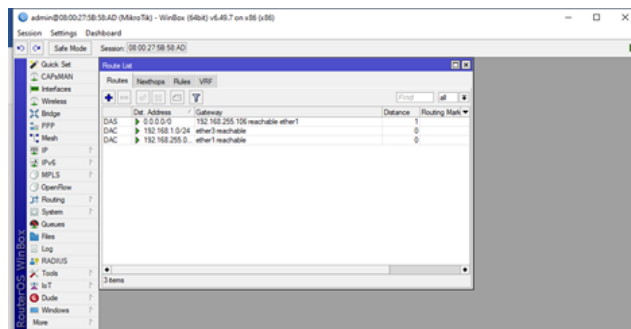 admin@08:00:27:5B:5B:AD (MikroTik) - WinBox (64bit) v6.49.7 on x86 (x86)
Session Settings Dashboard
Safe Mode Session: 08:00:27:5B:5B:AD
Quick Set
CAPsMAN
Interfaces
Wireless
Bridge
PPP
Mesh
IP
IPv6
MPLS
OpenFlow
Routing
System
Queues
Files
Log
RADIUS
Tools
IoT
Dude
Windows
More
RouterOS WinBox
Route List
Routes Nexthops Rules VRF
Find all
Dst. Address Gateway Distance Routing Mark
DAS 0.0.0.0/0 192.168.255.106 reachable ether1 1
DAC 192.168.1.0/24 ether3 reachable 0
DAC 192.168.255.0... ether1 reachable 0
3 items